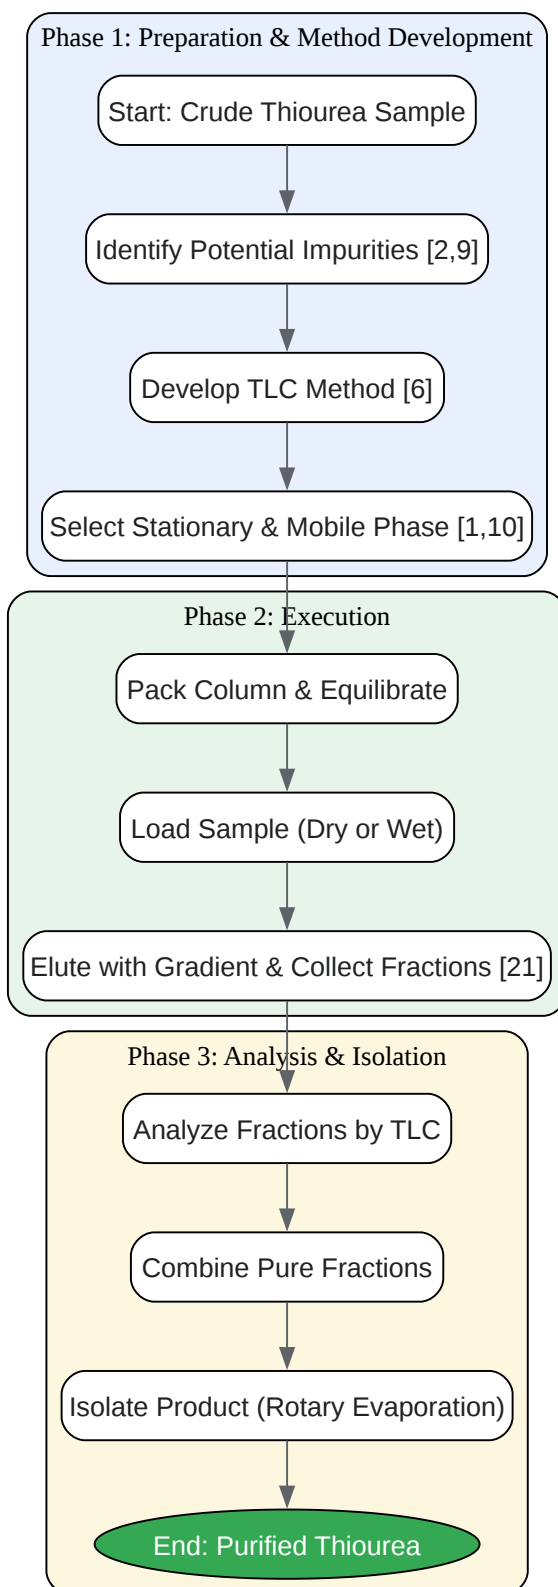 Phase 1: Preparation & Method Development
Start: Crude Thiourea Sample
Identify Potential Impurities [2,9]
Develop TLC Method [6]
Select Stationary & Mobile Phase [1,10]
Phase 2: Execution
Pack Column & Equilibrate
Load Sample (Dry or Wet)
Elute with Gradient & Collect Fractions [21]
Phase 3: Analysis & Isolation
Analyze Fractions by TLC
Combine Pure Fractions
Isolate Product (Rotary Evaporation)
End: Purified Thiourea